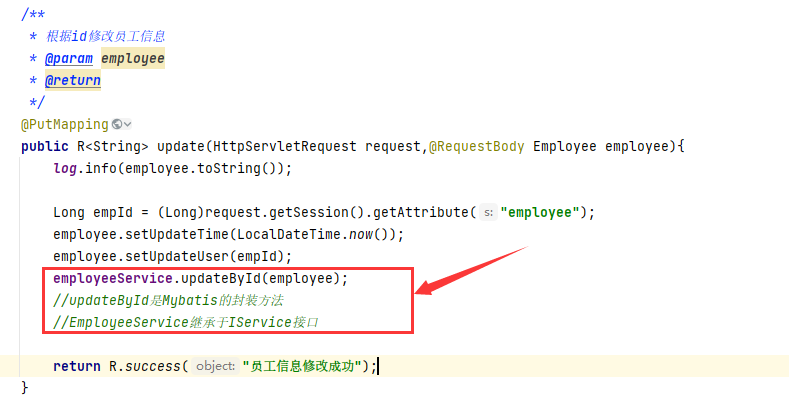 /**
* 根据id修改员工信息
* @param employee
* @return
*/
@PutMapping
public R<String> update(HttpServletRequest request,@RequestBody Employee employee){
log.info(employee.toString());
Long empId = (Long)request.getSession().getAttribute( s: "employee");
employee.setUpdateTime(LocalDateTime.now());
employee.setUpdateUser(empId);
employeeService.updateById(employee);
//updateById是Mybatis的封装方法
//EmployeeService继承于IService接口
return R.success( object: "员工信息修改成功");
}